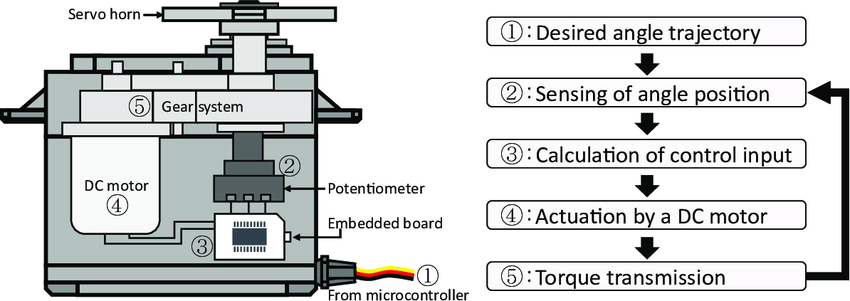 Servo horn
⑤ Gear system
②
DC motor
④
Potentiometer
Embedded board
③
①
From microcontroller
①: Desired angle trajectory
②: Sensing of angle position
③: Calculation of control input
④: Actuation by a DC motor
⑤: Torque transmission